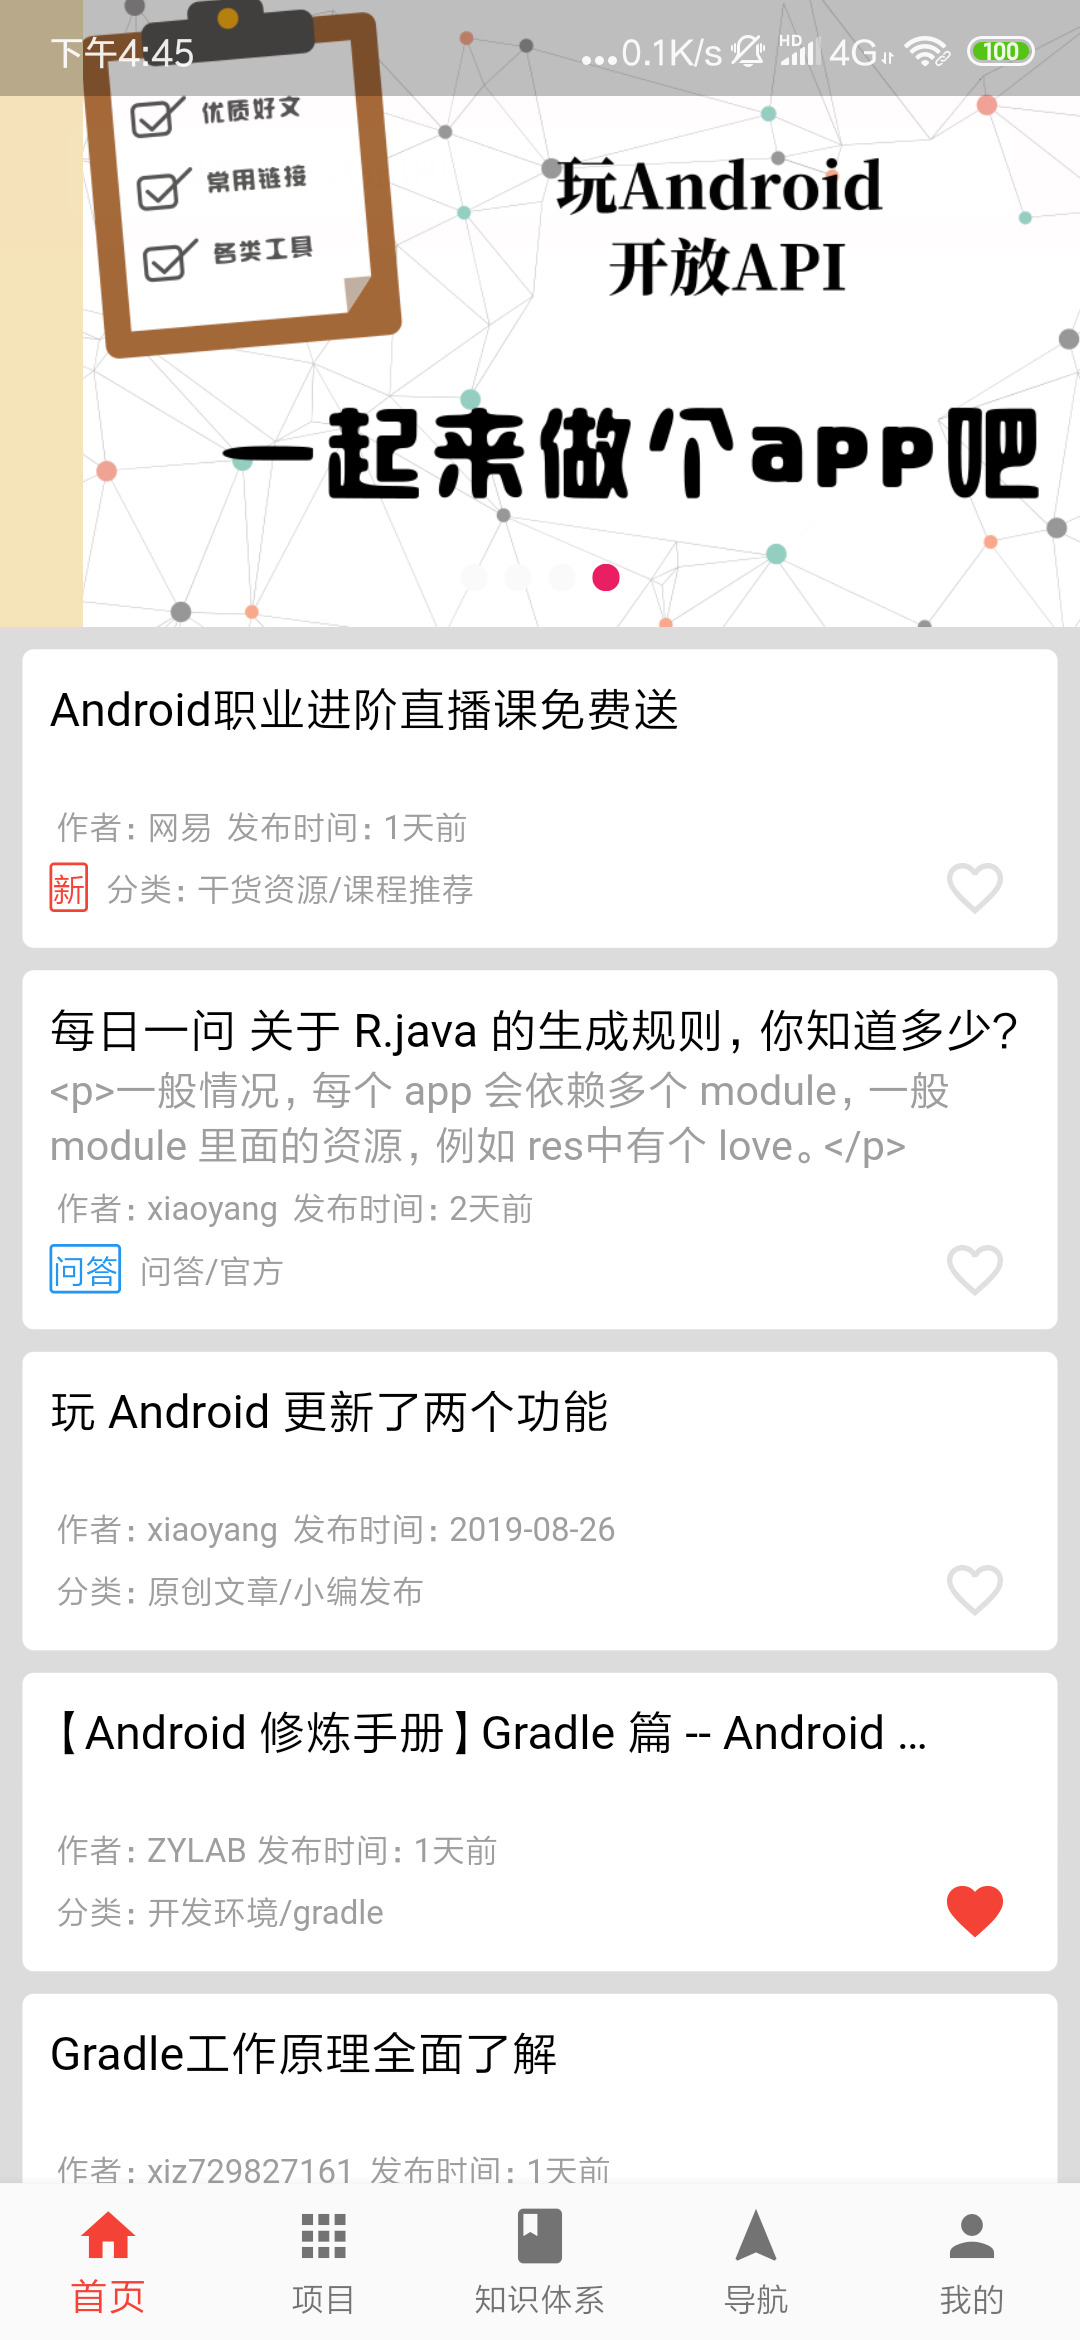 下午4:45
...0.1K/s HD 4G 100
优质好文
常用链接
各类工具
玩Android
开放API
一起来做个app吧
Android职业进阶直播课免费送
作者：网易 发布时间：1天前
新 分类：干货资源/课程推荐
每日一问 关于 R.java 的生成规则，你知道多少？
<p>一般情况，每个 app 会依赖多个 module，一般
module 里面的资源，例如 res中有个 love。</p>
作者：xiaoyang 发布时间：2天前
问答 问答/官方
玩 Android 更新了两个功能
作者：xiaoyang 发布时间：2019-08-26
分类：原创文章/小编发布
【Android 修炼手册】Gradle 篇 -- Android ...
作者：ZYLAB 发布时间：1天前
分类：开发环境/gradle
Gradle工作原理全面了解
作者：xiz729827161 发布时间：1天前
首页 项目 知识体系 导航 我的